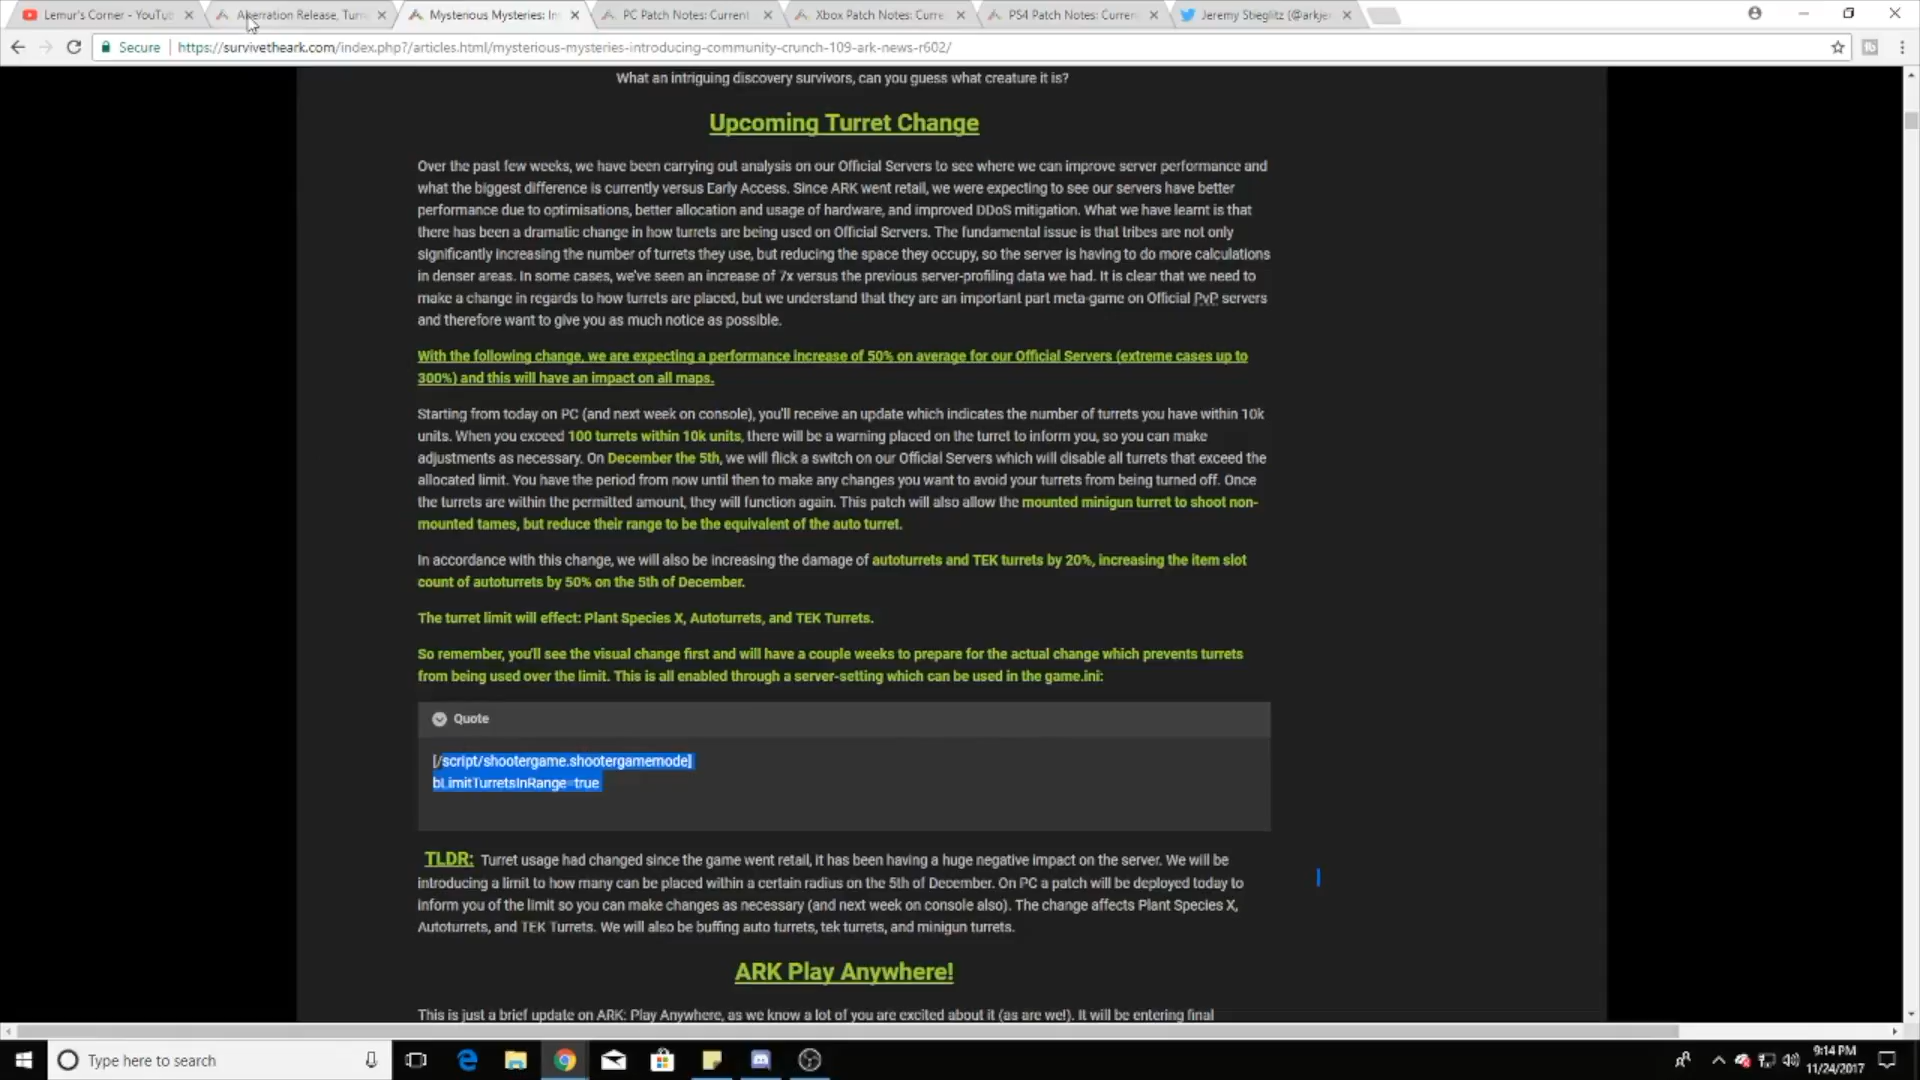 Lemur's Corner - YouTu
Aberration Release, Turr
Mysterious Mysteries: In
PC Patch Notes: Current
Xbox Patch Notes: Curre
PS4 Patch Notes: Curren
Jeremy Stieglitz (@arkje
Secure
https://survivetheark.com/index.php?/articles.html/mysterious-mysteries-introducing-community-crunch-109-ark-news-r602/
What an intriguing discovery survivors, can you guess what creature it is?
Upcoming Turret Change
Over the past few weeks, we have been carrying out analysis on our Official Servers to see where we can improve server performance and
what the biggest difference is currently versus Early Access. Since ARK went retail, we were expecting to see our servers have better
performance due to optimisations, better allocation and usage of hardware, and improved DDoS mitigation. What we have learnt is that
there has been a dramatic change in how turrets are being used on Official Servers. The fundamental issue is that tribes are not only
significantly increasing the number of turrets they use, but reducing the space they occupy, so the server is having to do more calculations
in denser areas. In some cases, we've seen an increase of 7x versus the previous server-profiling data we had. It is clear that we need to
make a change in regards to how turrets are placed, but we understand that they are an important part meta-game on Official PvP servers
and therefore want to give you as much notice as possible.
With the following change, we are expecting a performance increase of 50% on average for our Official Servers (extreme cases up to
300%) and this will have an impact on all maps.
Starting from today on PC (and next week on console), you'll receive an update which indicates the number of turrets you have within 10k
units. When you exceed 100 turrets within 10k units, there will be a warning placed on the turret to inform you, so you can make
adjustments as necessary. On December the 5th, we will flick a switch on our Official Servers which will disable all turrets that exceed the
allocated limit. You have the period from now until then to make any changes you want to avoid your turrets from being turned off. Once
the turrets are within the permitted amount, they will function again. This patch will also allow the mounted minigun turret to shoot non-
mounted tames, but reduce their range to be the equivalent of the auto turret.
In accordance with this change, we will also be increasing the damage of autoturrets and TEK turrets by 20%, increasing the item slot
count of autoturrets by 50% on the 5th of December.
The turret limit will effect: Plant Species X, Autoturrets, and TEK Turrets.
So remember, you'll see the visual change first and will have a couple weeks to prepare for the actual change which prevents turrets
from being used over the limit. This is all enabled through a server-setting which can be used in the game.ini:
Quote
[/script/shootergame.shootergamemode]
bLimitTurretsInRange=true
TLDR: Turret usage had changed since the game went retail, it has been having a huge negative impact on the server. We will be
introducing a limit to how many can be placed within a certain radius on the 5th of December. On PC a patch will be deployed today to
inform you of the limit so you can make changes as necessary (and next week on console also). The change affects Plant Species X,
Autoturrets, and TEK Turrets. We will also be buffing auto turrets, tek turrets, and minigun turrets.
ARK Play Anywhere!
This is just a brief update on ARK: Play Anywhere, as we know a lot of you are excited about it (as are we!). It will be entering final
Type here to search
9:14 PM
11/24/2017